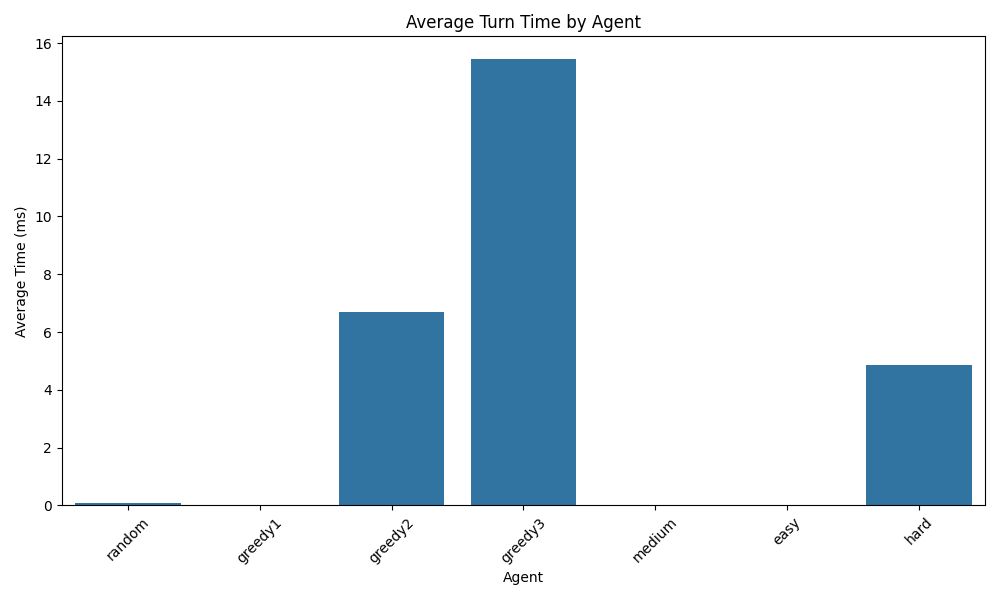 Average Turn Time by Agent
Average Time (ms)
16
14
12
10
8
6
4
2
0
random
greedy1
greedy2
greedy3
medium
easy
hard
Agent